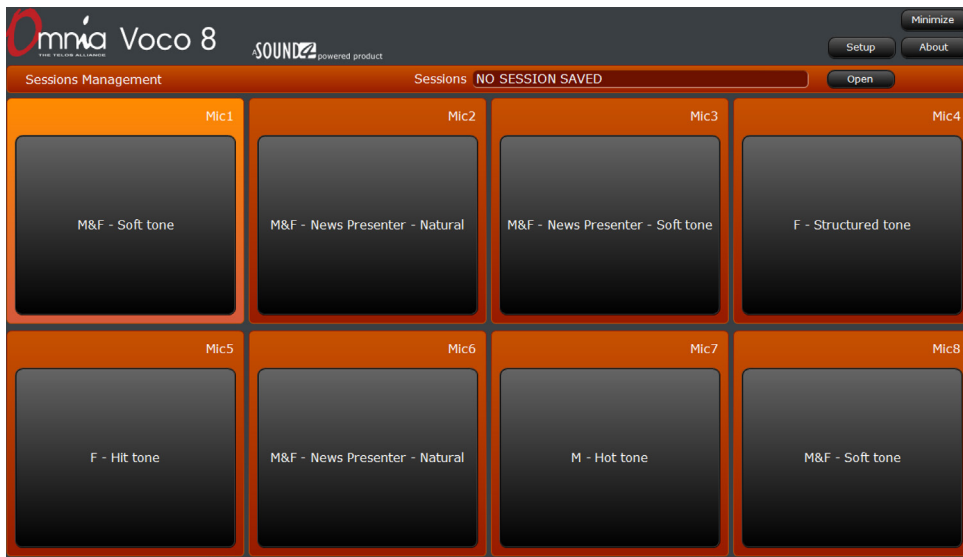 Omnia Voco 8
THE TELOS ALLIANCE
A SOUND4 powered product
Minimize
Setup About
Sessions Management Sessions NO SESSION SAVED Open
Mic1 Mic2 Mic3 Mic4
M&F - Soft tone M&F - News Presenter - Natural M&F - News Presenter - Soft tone F - Structured tone
Mic5 Mic6 Mic7 Mic8
F - Hit tone M&F - News Presenter - Natural M - Hot tone M&F - Soft tone